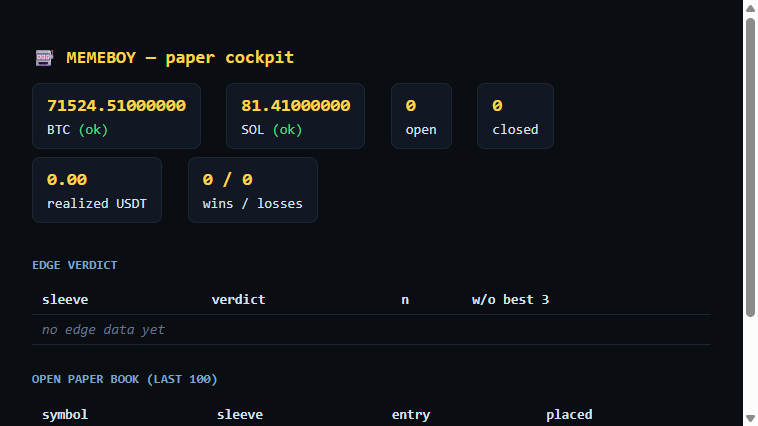 MEMEBOY — paper cockpit
71524.51000000
BTC (ok)
81.41000000
SOL (ok)
0
open
0
closed
0.00
realized USDT
0 / 0
wins / losses
EDGE VERDICT
sleeve verdict n w/o best 3
no edge data yet
OPEN PAPER BOOK (LAST 100)
symbol sleeve entry placed